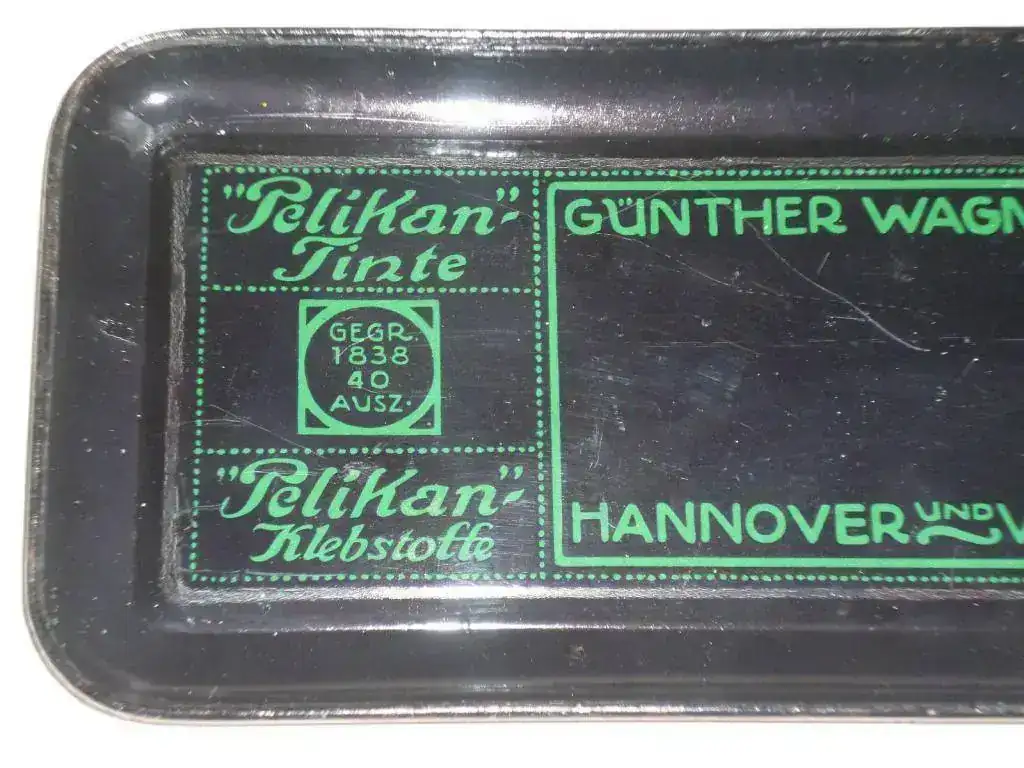 "Pelikan"-
Tinte
GEGR.
1838
40
AUSZ.
"Pelikan"-
Klebstoffe
GÜNTHER WAGN
HANNOVER UND